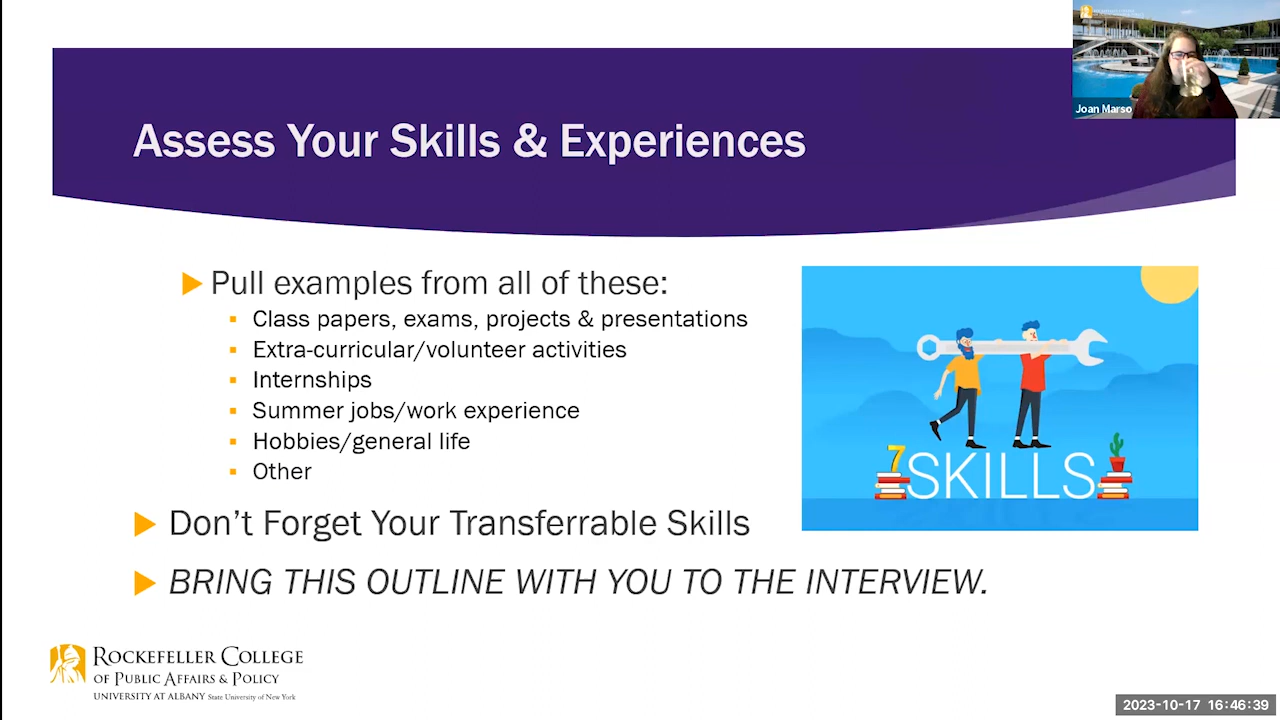 Joan Marso
Assess Your Skills & Experiences
Pull examples from all of these:
Class papers, exams, projects & presentations
Extra-curricular/volunteer activities
Internships
Summer jobs/work experience
Hobbies/general life
Other
Don’t Forget Your Transferrable Skills
BRING THIS OUTLINE WITH YOU TO THE INTERVIEW.
7
SKILLS
ROCKEFELLER COLLEGE
OF PUBLIC AFFAIRS & POLICY
UNIVERSITY AT ALBANY State University of New York
2023-10-17 16:46:39